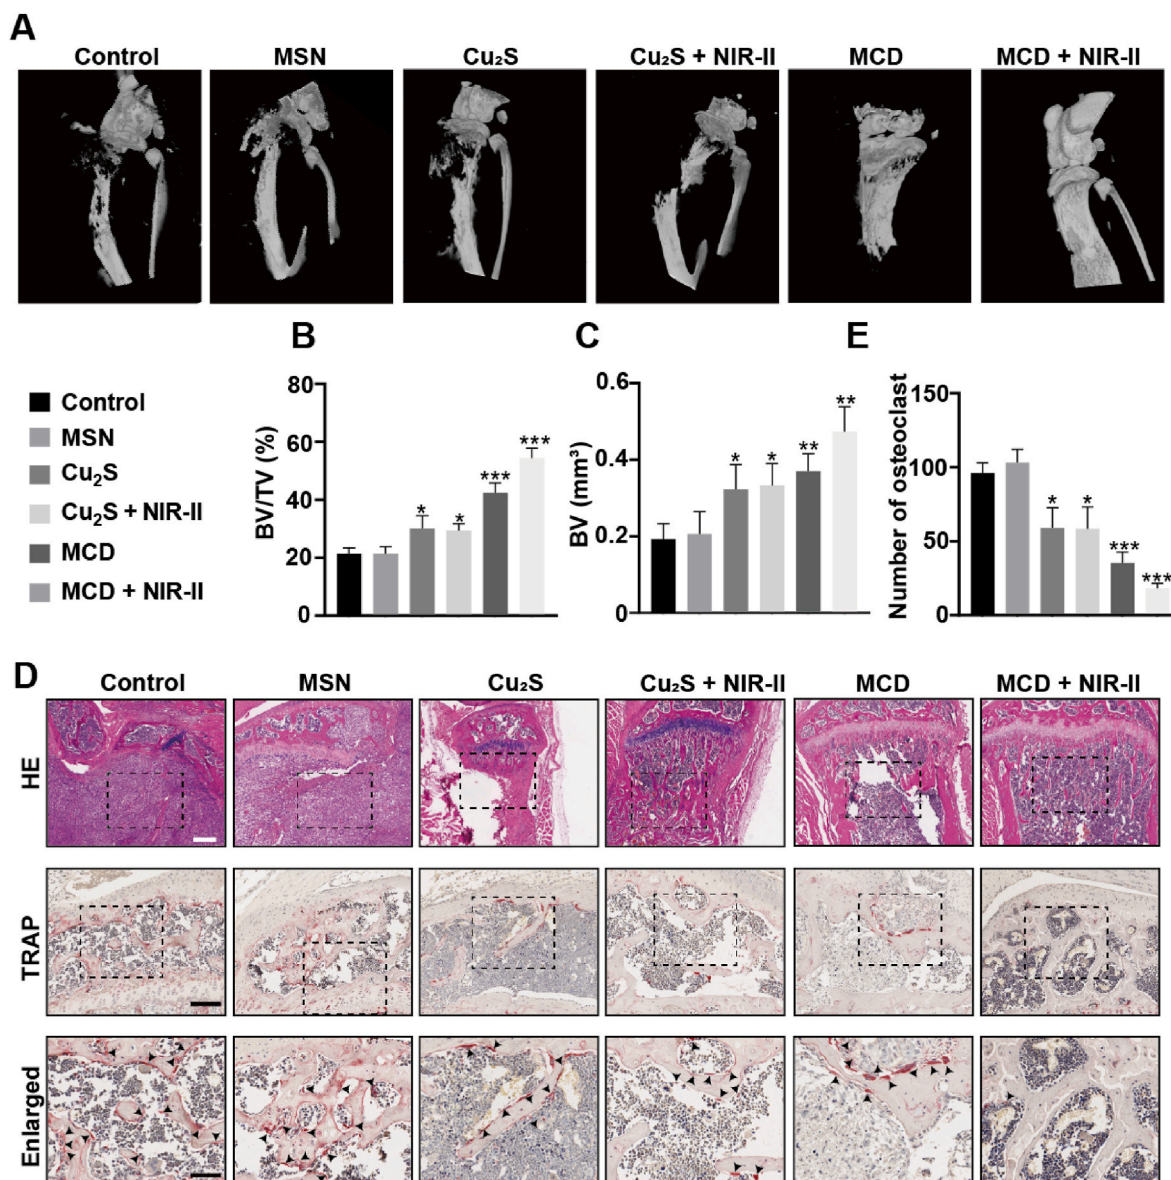 A
Control MSN Cu₂S Cu₂S + NIR-II MCD MCD + NIR-II
B C E
Control
MSN
Cu₂S
Cu₂S + NIR-II
MCD
MCD + NIR-II
BV/TV (%)
80
60
40
20
0
* * *** ***
BV (mm³)
0.6
0.4
0.2
0
* * ** **
Number of osteoclast
150
100
50
0
* * *** ***
D
Control MSN Cu₂S Cu₂S + NIR-II MCD MCD + NIR-II
HE
TRAP
Enlarged